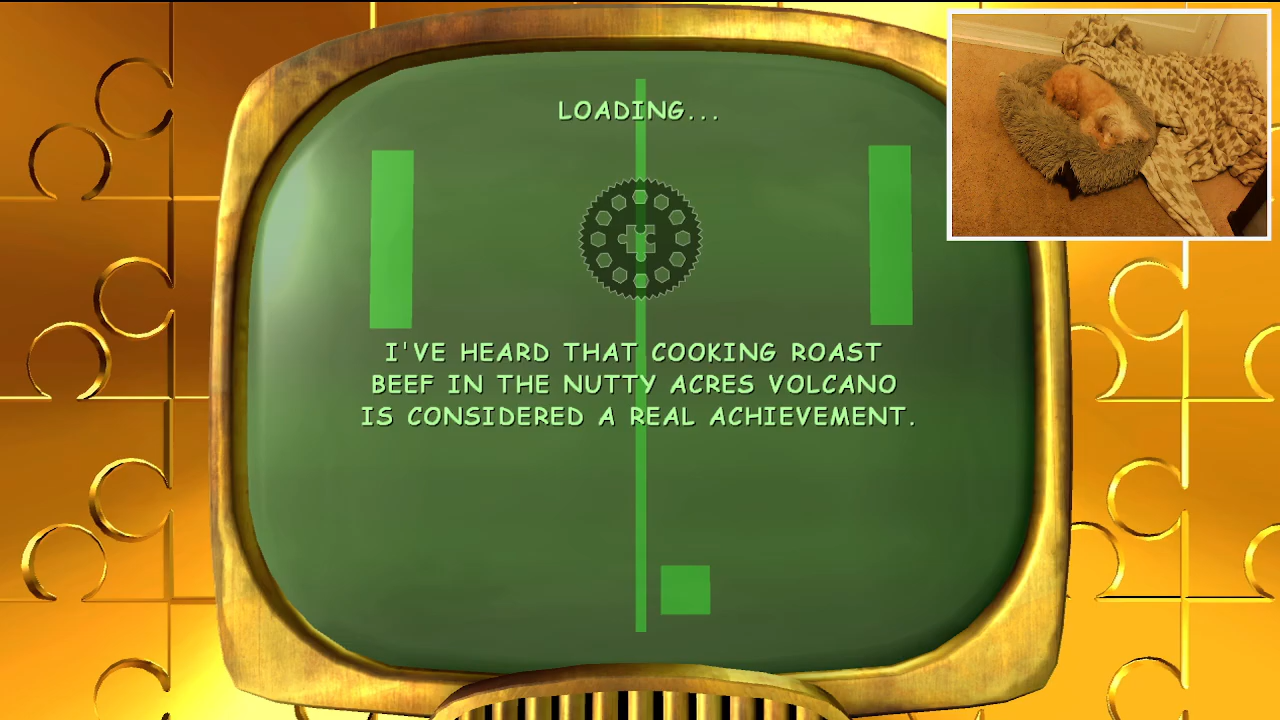 LOADING...
I'VE HEARD THAT COOKING ROAST
BEEF IN THE NUTTY ACRES VOLCANO
IS CONSIDERED A REAL ACHIEVEMENT.